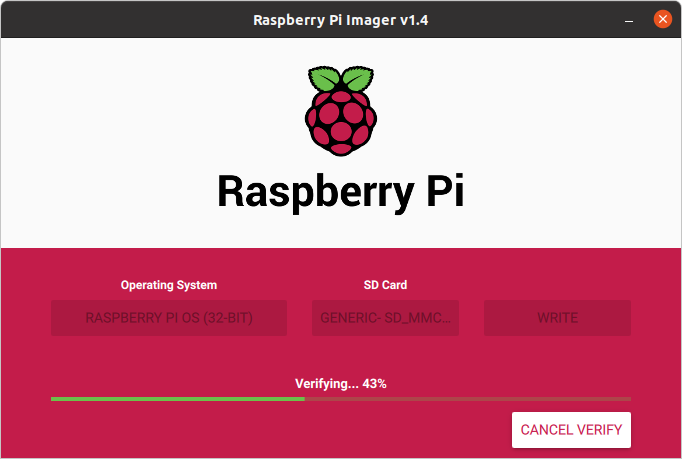 Raspberry Pi Imager v1.4
Raspberry Pi
Operating System
SD Card
RASPBERRY PI OS (32-BIT)
GENERIC- SD_MMC...
WRITE
Verifying... 43%
CANCEL VERIFY